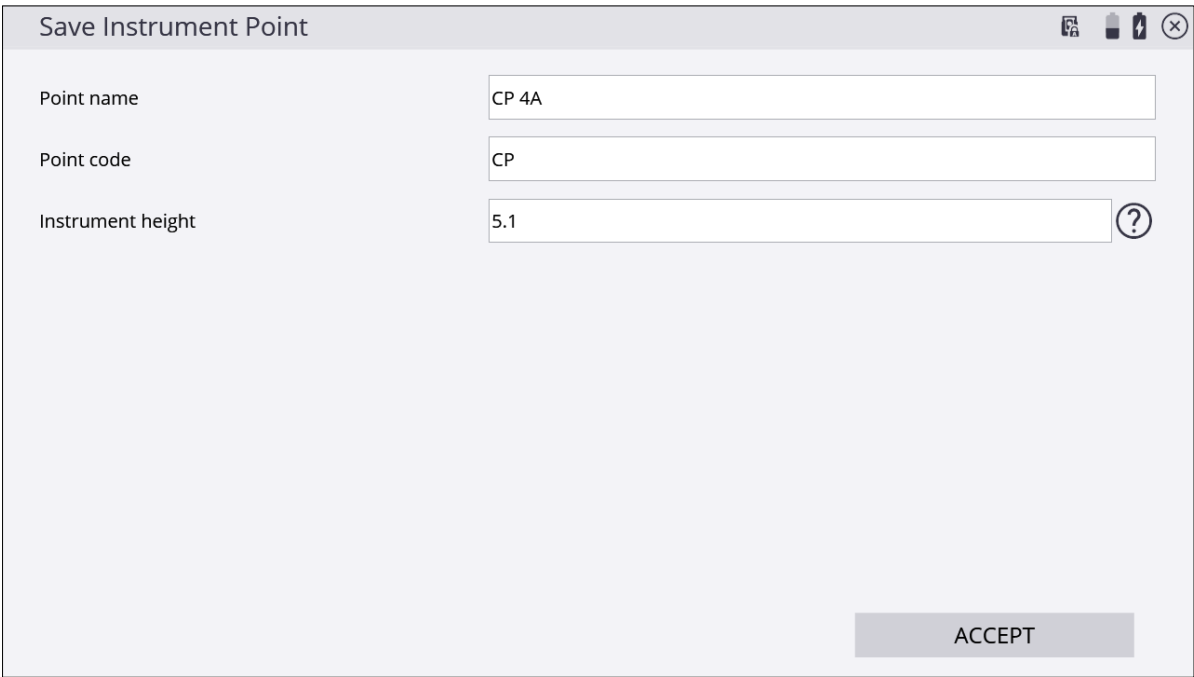 Save Instrument Point
Point name CP 4A
Point code CP
Instrument height 5.1 ?
ACCEPT